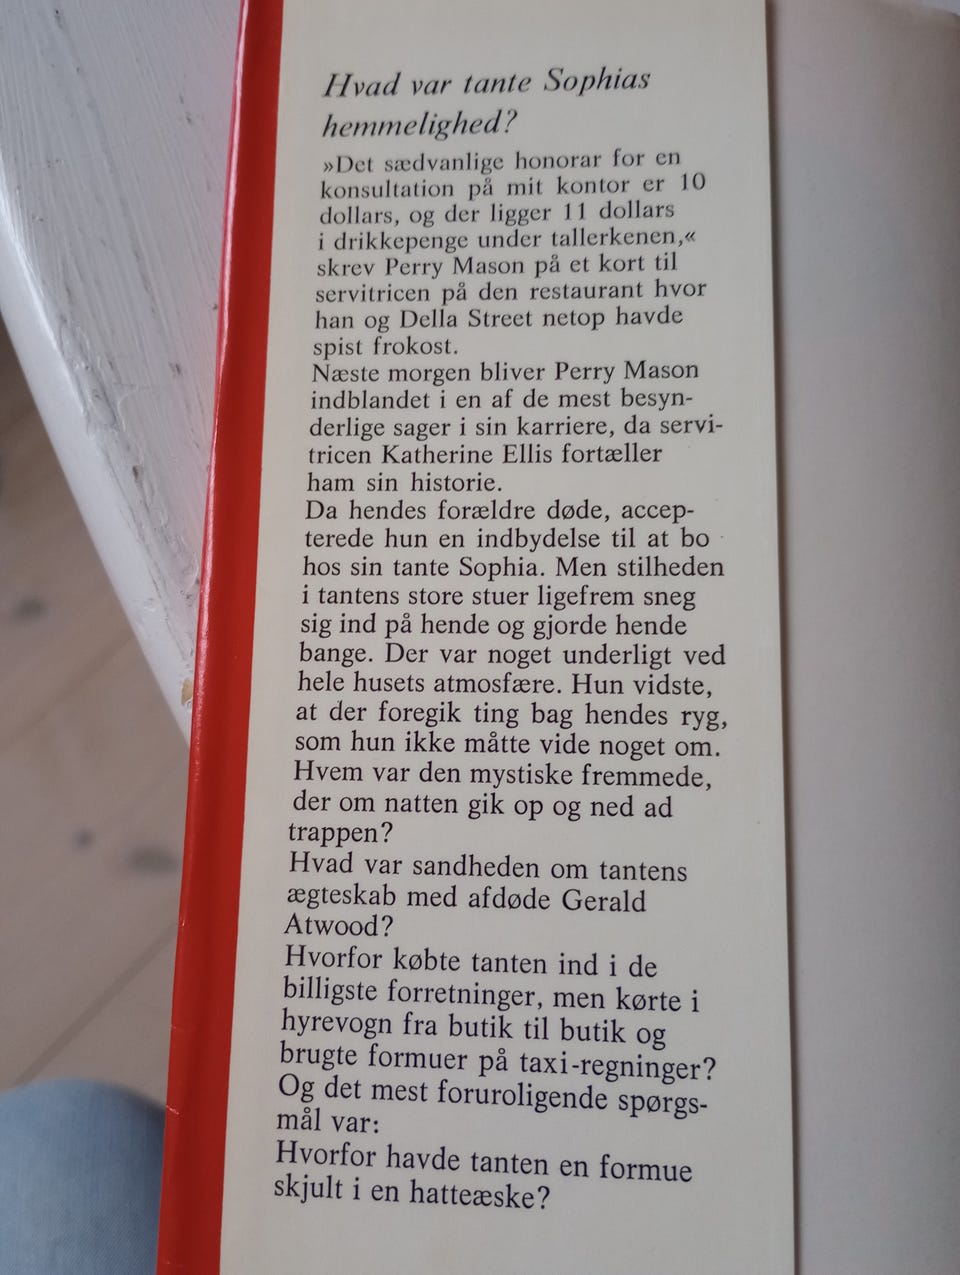 Hvad var tante Sophias
hemmelighed?
»Det sædvanlige honorar for en
konsultation på mit kontor er 10
dollars, og der ligger 11 dollars
i drikkepenge under tallerkenen,«
skrev Perry Mason på et kort til
servitricen på den restaurant hvor
han og Della Street netop havde
spist frokost.
Næste morgen bliver Perry Mason
indblandet i en af de mest besyn-
derlige sager i sin karriere, da servi-
tricen Katherine Ellis fortæller
ham sin historie.
Da hendes forældre døde, accep-
terede hun en indbydelse til at bo
hos sin tante Sophia. Men stilheden
i tantens store stuer ligefrem sneg
sig ind på hende og gjorde hende
bange. Der var noget underligt ved
hele husets atmosfære. Hun vidste,
at der foregik ting bag hendes ryg,
som hun ikke måtte vide noget om.
Hvem var den mystiske fremmede,
der om natten gik op og ned ad
trappen?
Hvad var sandheden om tantens
ægteskab med afdøde Gerald
Atwood?
Hvorfor købte tanten ind i de
billigste forretninger, men kørte i
hyrevogn fra butik til butik og
brugte formuer på taxi-regninger?
Og det mest foruroligende spørgs-
mål var:
Hvorfor havde tanten en formue
skjult i en hatteæske?